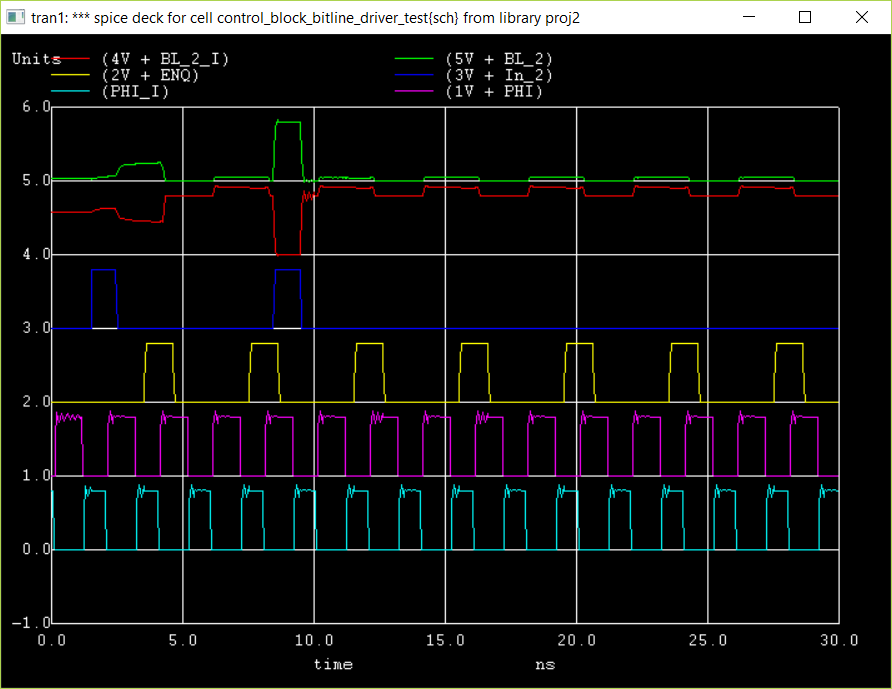 tran1: *** spice deck for cell control_block_bitline_driver_test{sch} from library proj2
Units
(4V + BL_2_I) (5V + BL_2)
(2V + ENQ) (3V + In_2)
(PHI_I) (1V + PHI)
6.0
5.0
4.0
3.0
2.0
1.0
0.0
-1.0
0.0 5.0 10.0 15.0 20.0 25.0 30.0
time ns